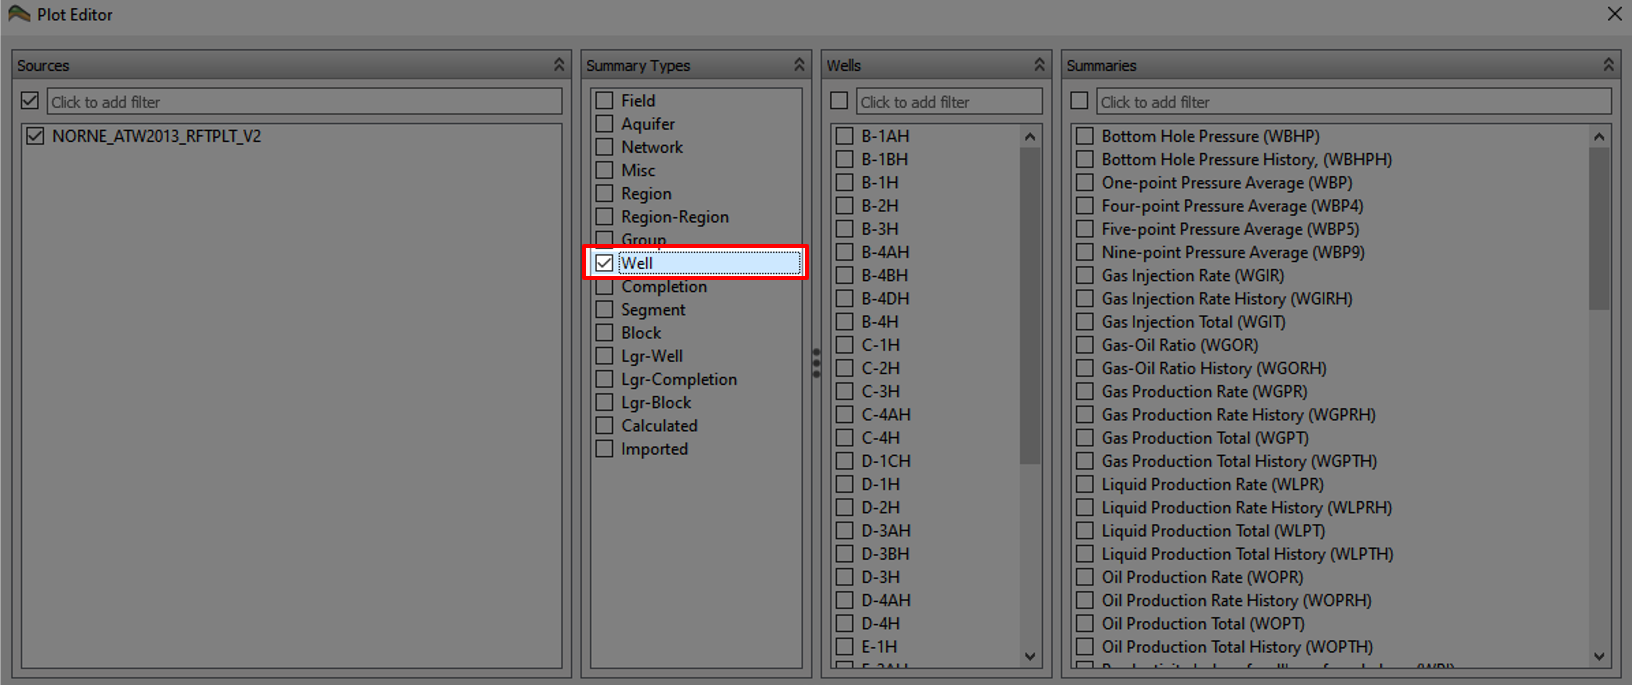 Plot Editor
Sources
Click to add filter
NORNE_ATW2013_RFTPLT_V2
Summary Types
Field
Aquifer
Network
Misc
Region
Region-Region
Group
Well
Completion
Segment
Block
Lgr-Well
Lgr-Completion
Lgr-Block
Calculated
Imported
Wells
Click to add filter
B-1AH
B-1BH
B-1H
B-2H
B-3H
B-4AH
B-4BH
B-4DH
B-4H
C-1H
C-2H
C-3H
C-4AH
C-4H
D-1CH
D-1H
D-2H
D-3AH
D-3BH
D-3H
D-4AH
D-4H
E-1H
Summaries
Click to add filter
Bottom Hole Pressure (WBHP)
Bottom Hole Pressure History, (WBHPH)
One-point Pressure Average (WBP)
Four-point Pressure Average (WBP4)
Five-point Pressure Average (WBP5)
Nine-point Pressure Average (WBP9)
Gas Injection Rate (WGIR)
Gas Injection Rate History (WGIRH)
Gas Injection Total (WGIT)
Gas-Oil Ratio (WGOR)
Gas-Oil Ratio History (WGORH)
Gas Production Rate (WGPR)
Gas Production Rate History (WGPRH)
Gas Production Total (WGPT)
Gas Production Total History (WGPTH)
Liquid Production Rate (WLPR)
Liquid Production Rate History (WLPRH)
Liquid Production Total (WLPT)
Liquid Production Total History (WLPTH)
Oil Production Rate (WOPR)
Oil Production Rate History (WOPRH)
Oil Production Total (WOPT)
Oil Production Total History (WOPTH)